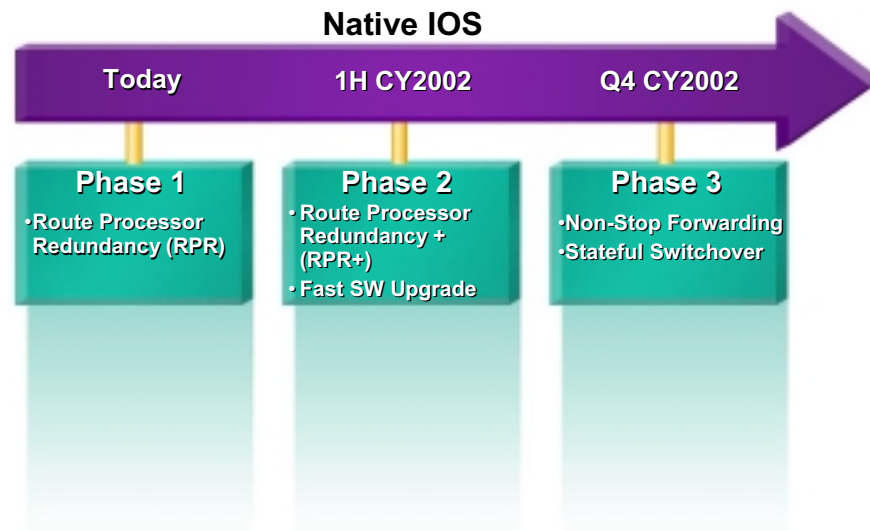 Native IOS
Today
1H CY2002
Q4 CY2002
Phase 1
•Route Processor
Redundancy (RPR)
Phase 2
• Route Processor
Redundancy +
(RPR+)
• Fast SW Upgrade
Phase 3
•Non-Stop Forwarding
•Stateful Switchover